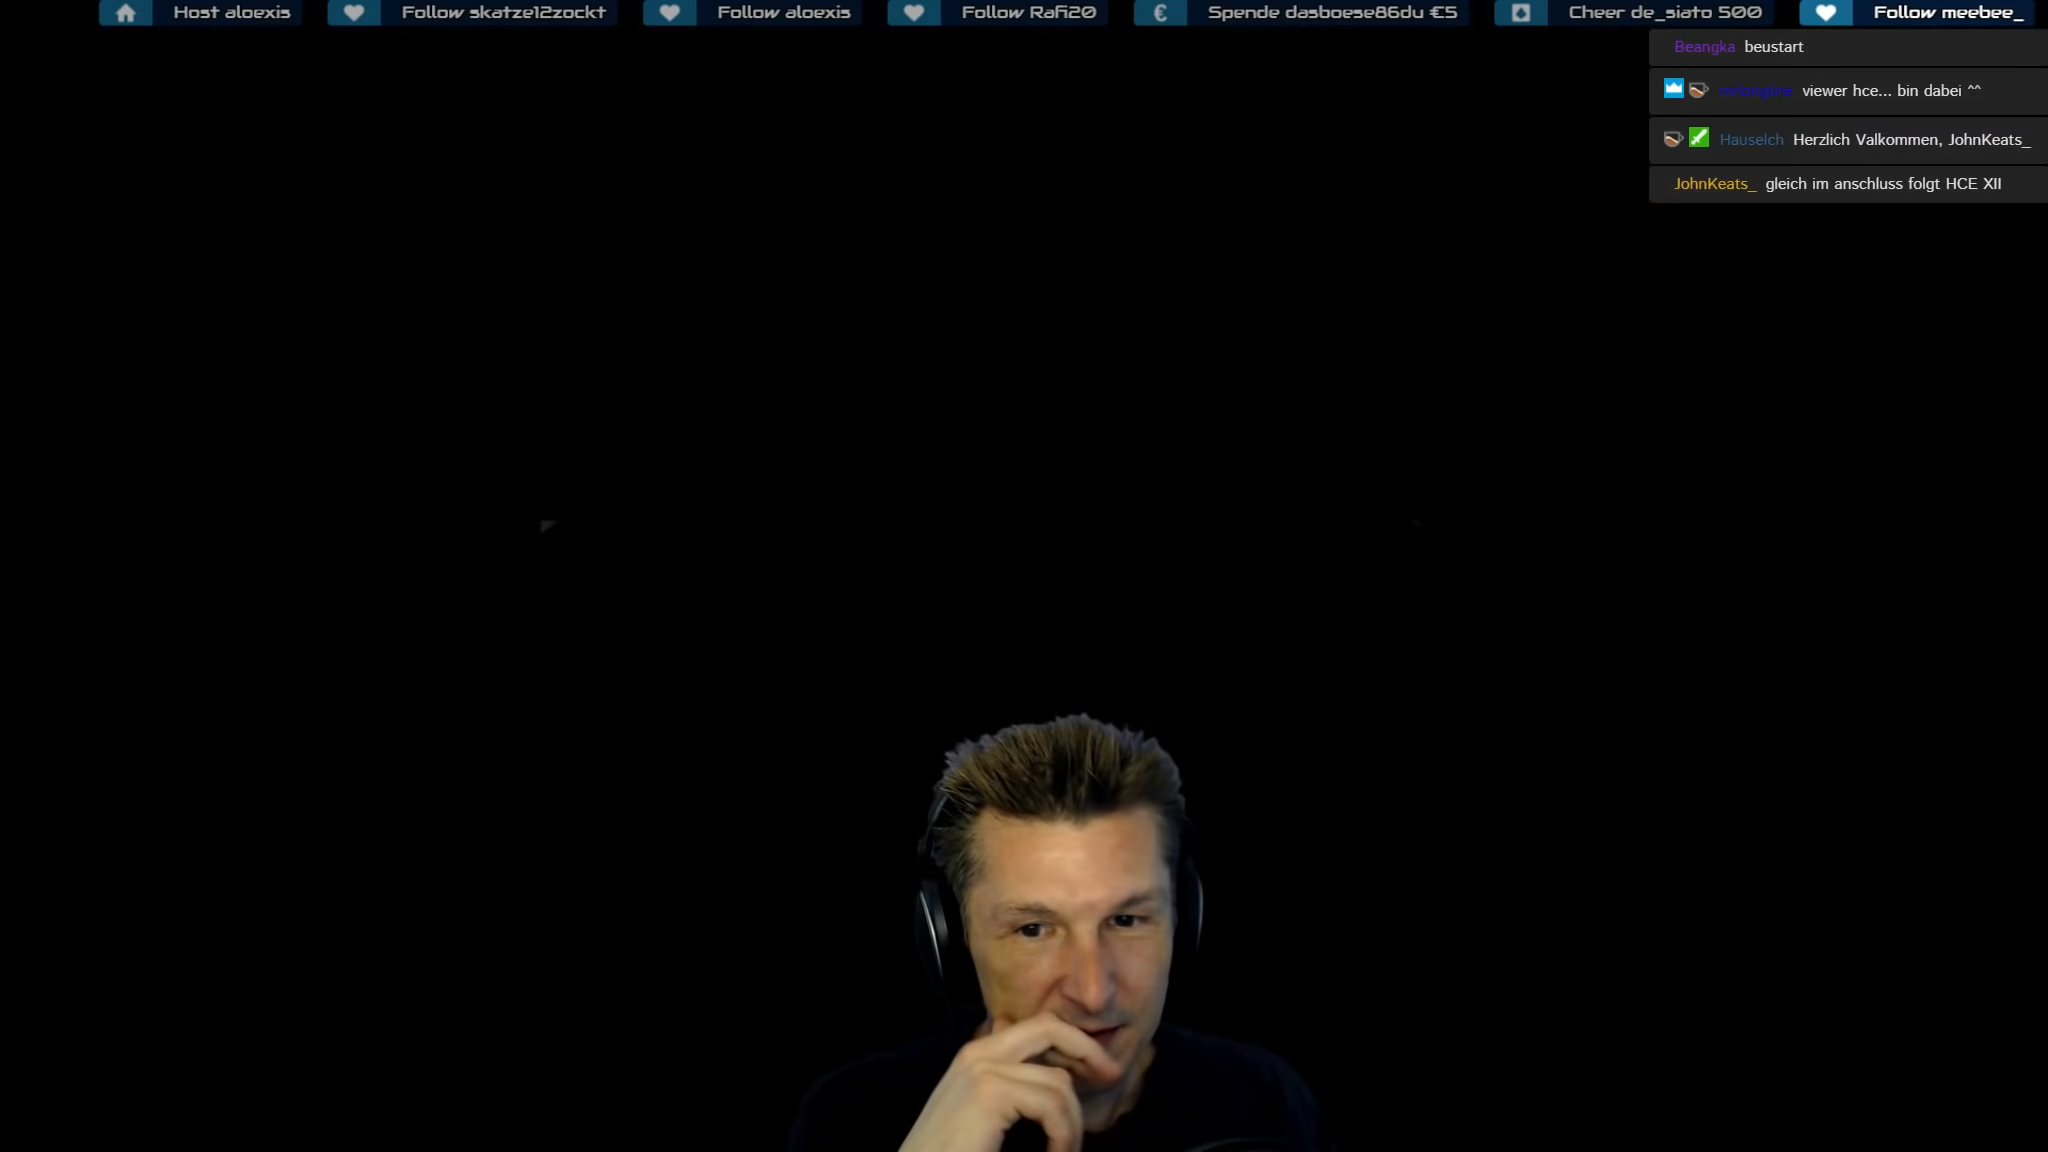 Host aloexis
Follow skatze12zockt
Follow aloexis
Follow Rafi20
€
Spende dasboese86du €5
Cheer de_siato 500
Follow meebee_
Beangka beustart
viewer hce... bin dabei ^^
Hauselch Herzlich Valkommen, JohnKeats_
JohnKeats_ gleich im anschluss folgt HCE XII